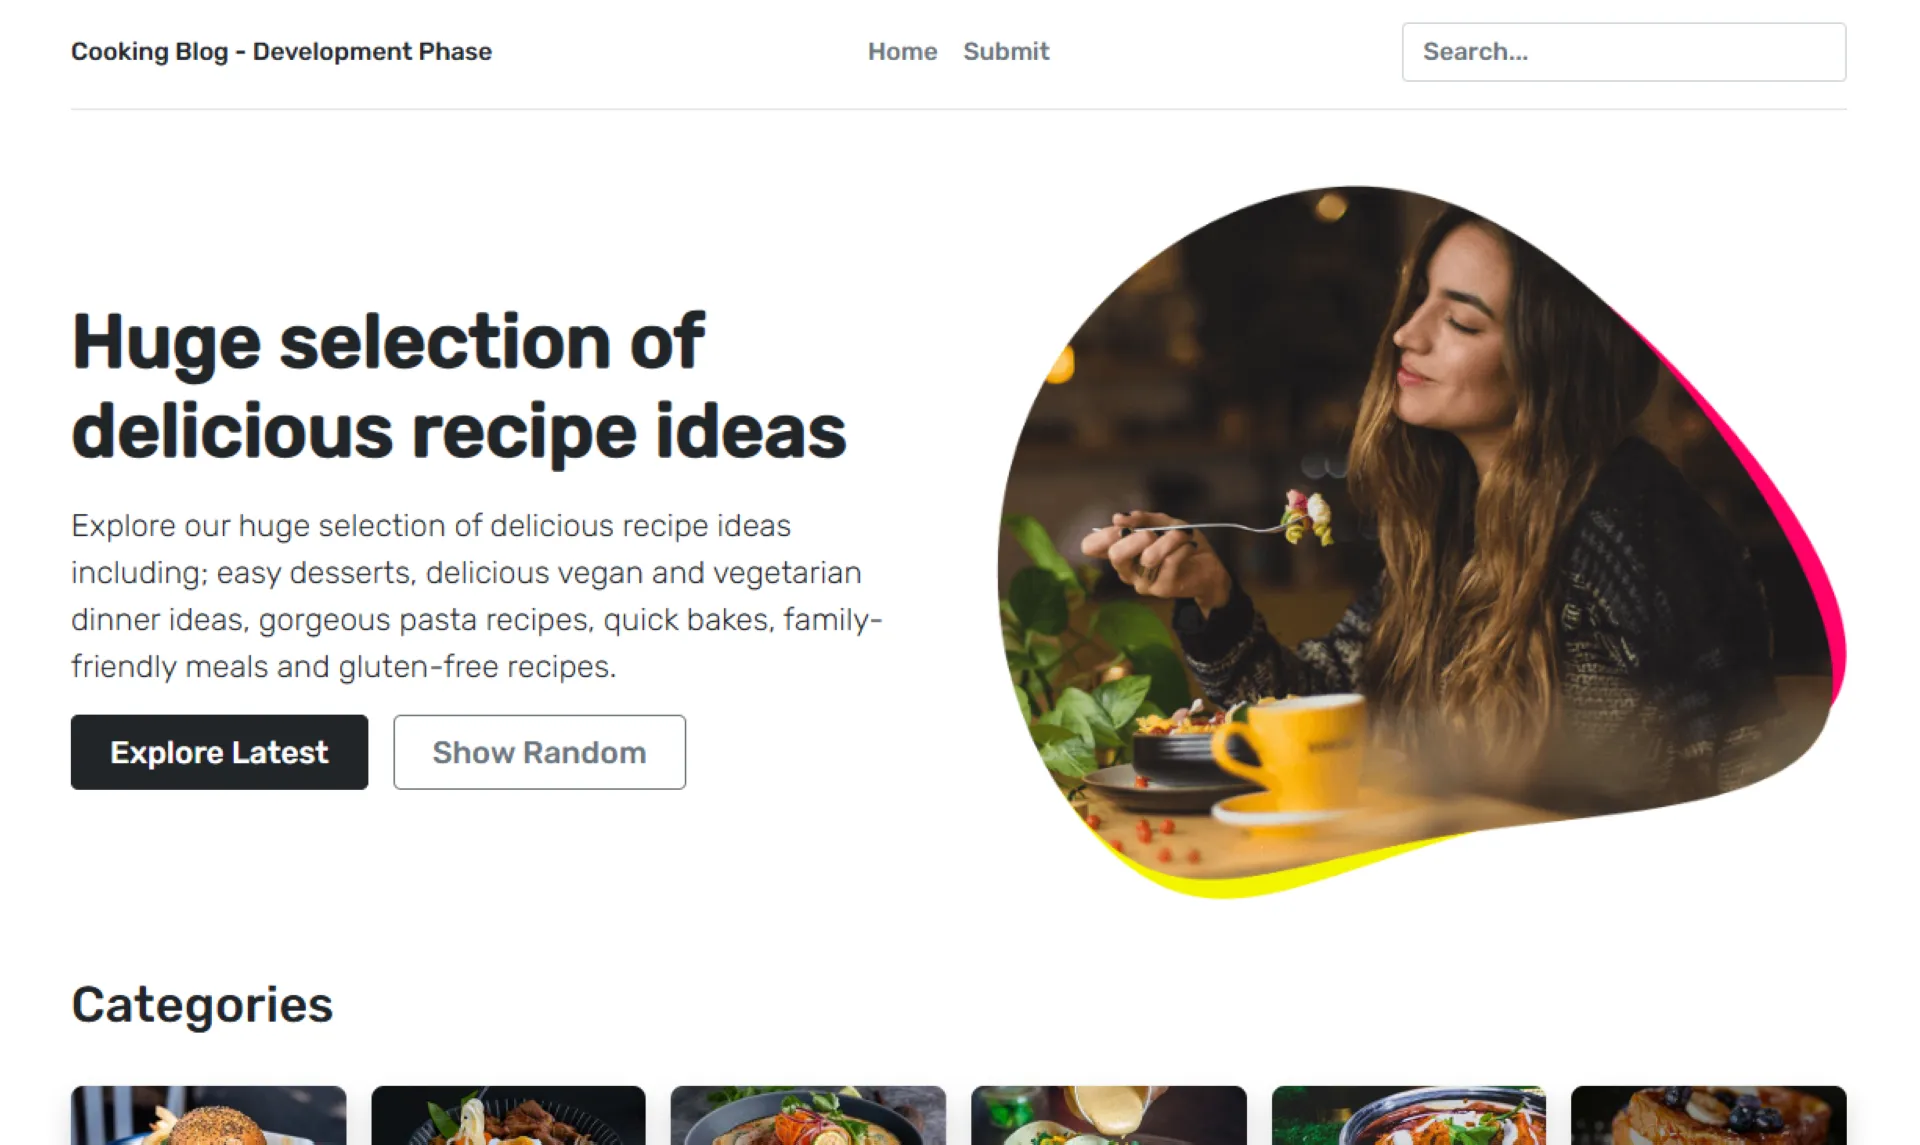 Cooking Blog - Development Phase
Home Submit
Search...
Huge selection of
delicious recipe ideas
Explore our huge selection of delicious recipe ideas
including; easy desserts, delicious vegan and vegetarian
dinner ideas, gorgeous pasta recipes, quick bakes, family-
friendly meals and gluten-free recipes.
Explore Latest
Show Random
Categories